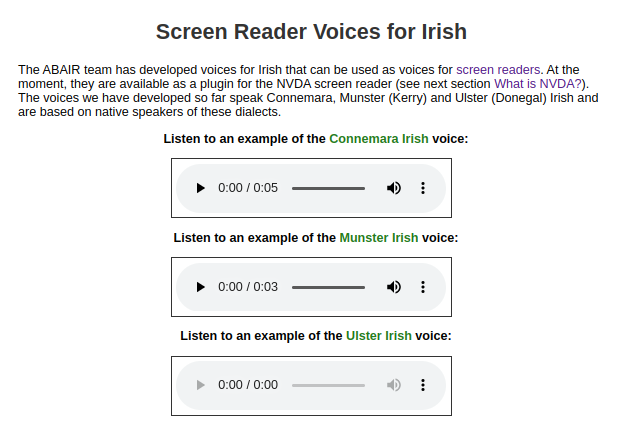 Screen Reader Voices for Irish
The ABAIR team has developed voices for Irish that can be used as voices for screen readers. At the
moment, they are available as a plugin for the NVDA screen reader (see next section What is NVDA?).
The voices we have developed so far speak Connemara, Munster (Kerry) and Ulster (Donegal) Irish and
are based on native speakers of these dialects.
Listen to an example of the Connemara Irish voice:
0:00 / 0:05
Listen to an example of the Munster Irish voice:
0:00 / 0:03
Listen to an example of the Ulster Irish voice:
0:00 / 0:00